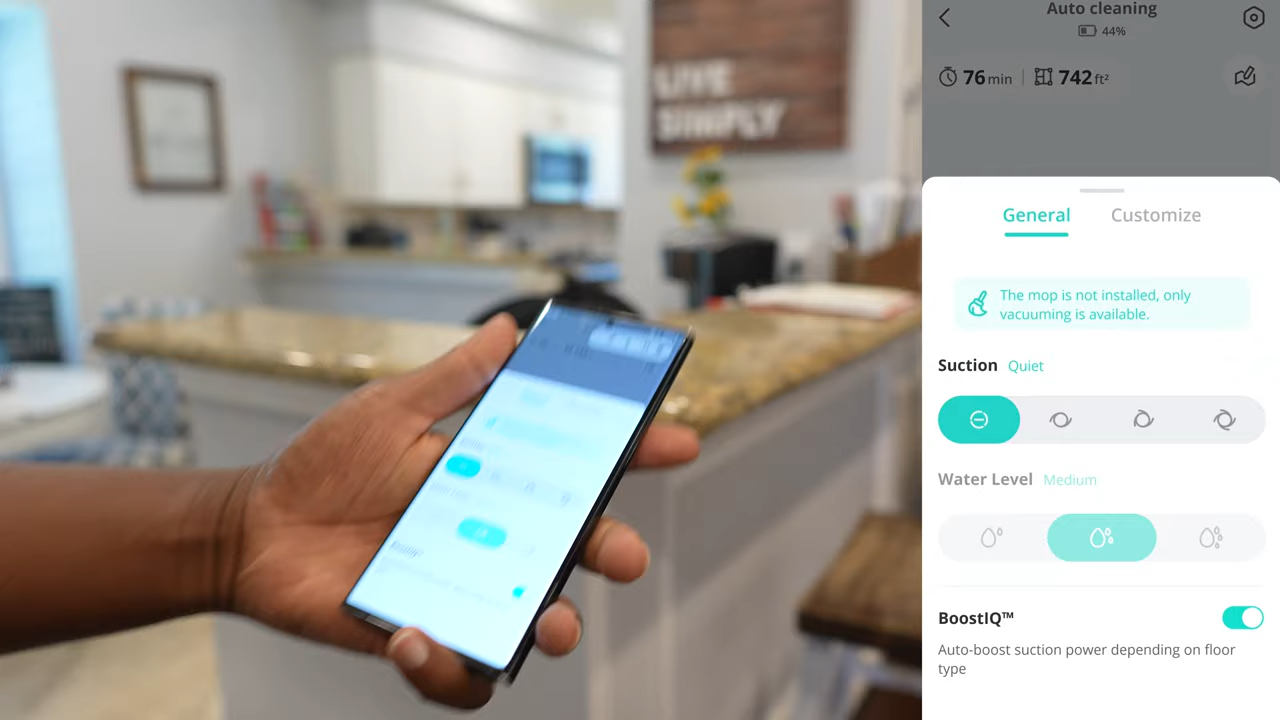 LIVE
SIMPLY
Auto cleaning
44%
76 min | 742 ft²
General Customize
The mop is not installed, only
vacuuming is available.
Suction Quiet
Water Level Medium
BoostIQ™
Auto-boost suction power depending on floor
type